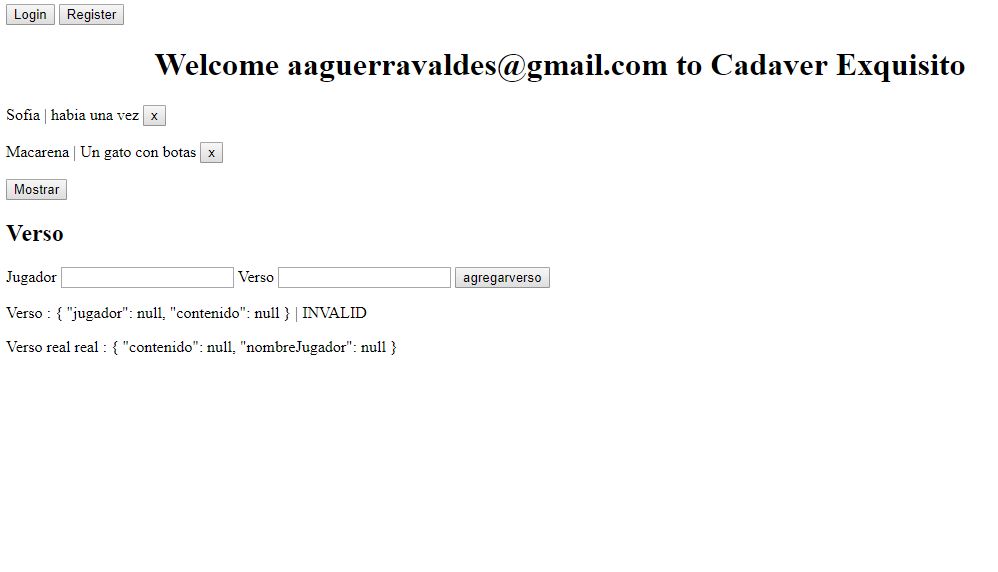 Login Register
Welcome aaguerravaldes@gmail.com to Cadaver Exquisito
Sofía | habia una vez x
Macarena | Un gato con botas x
Mostrar
Verso
Jugador Verso agregarverso
Verso : { "jugador": null, "contenido": null } | INVALID
Verso real real : { "contenido": null, "nombreJugador": null }